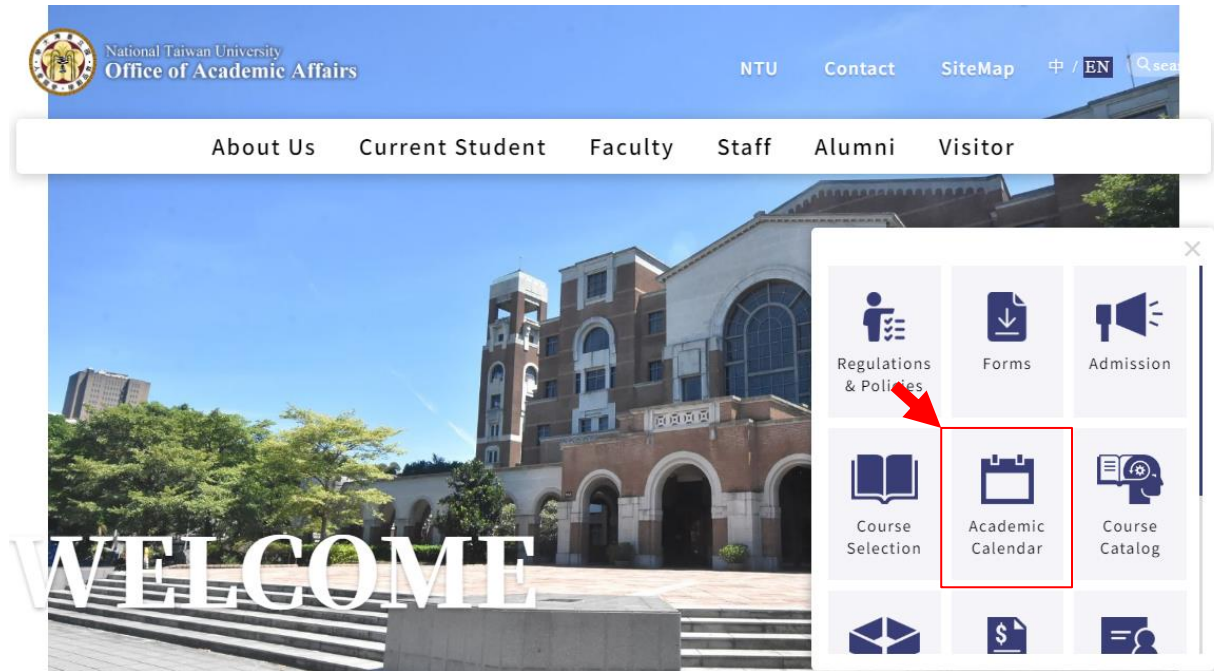 National Taiwan University
Office of Academic Affairs
NTU
Contact
SiteMap
中 / EN
About Us
Current Student
Faculty
Staff
Alumni
Visitor
Regulations
& Policies
Forms
Admission
Course
Selection
Academic
Calendar
Course
Catalog
WELCOME